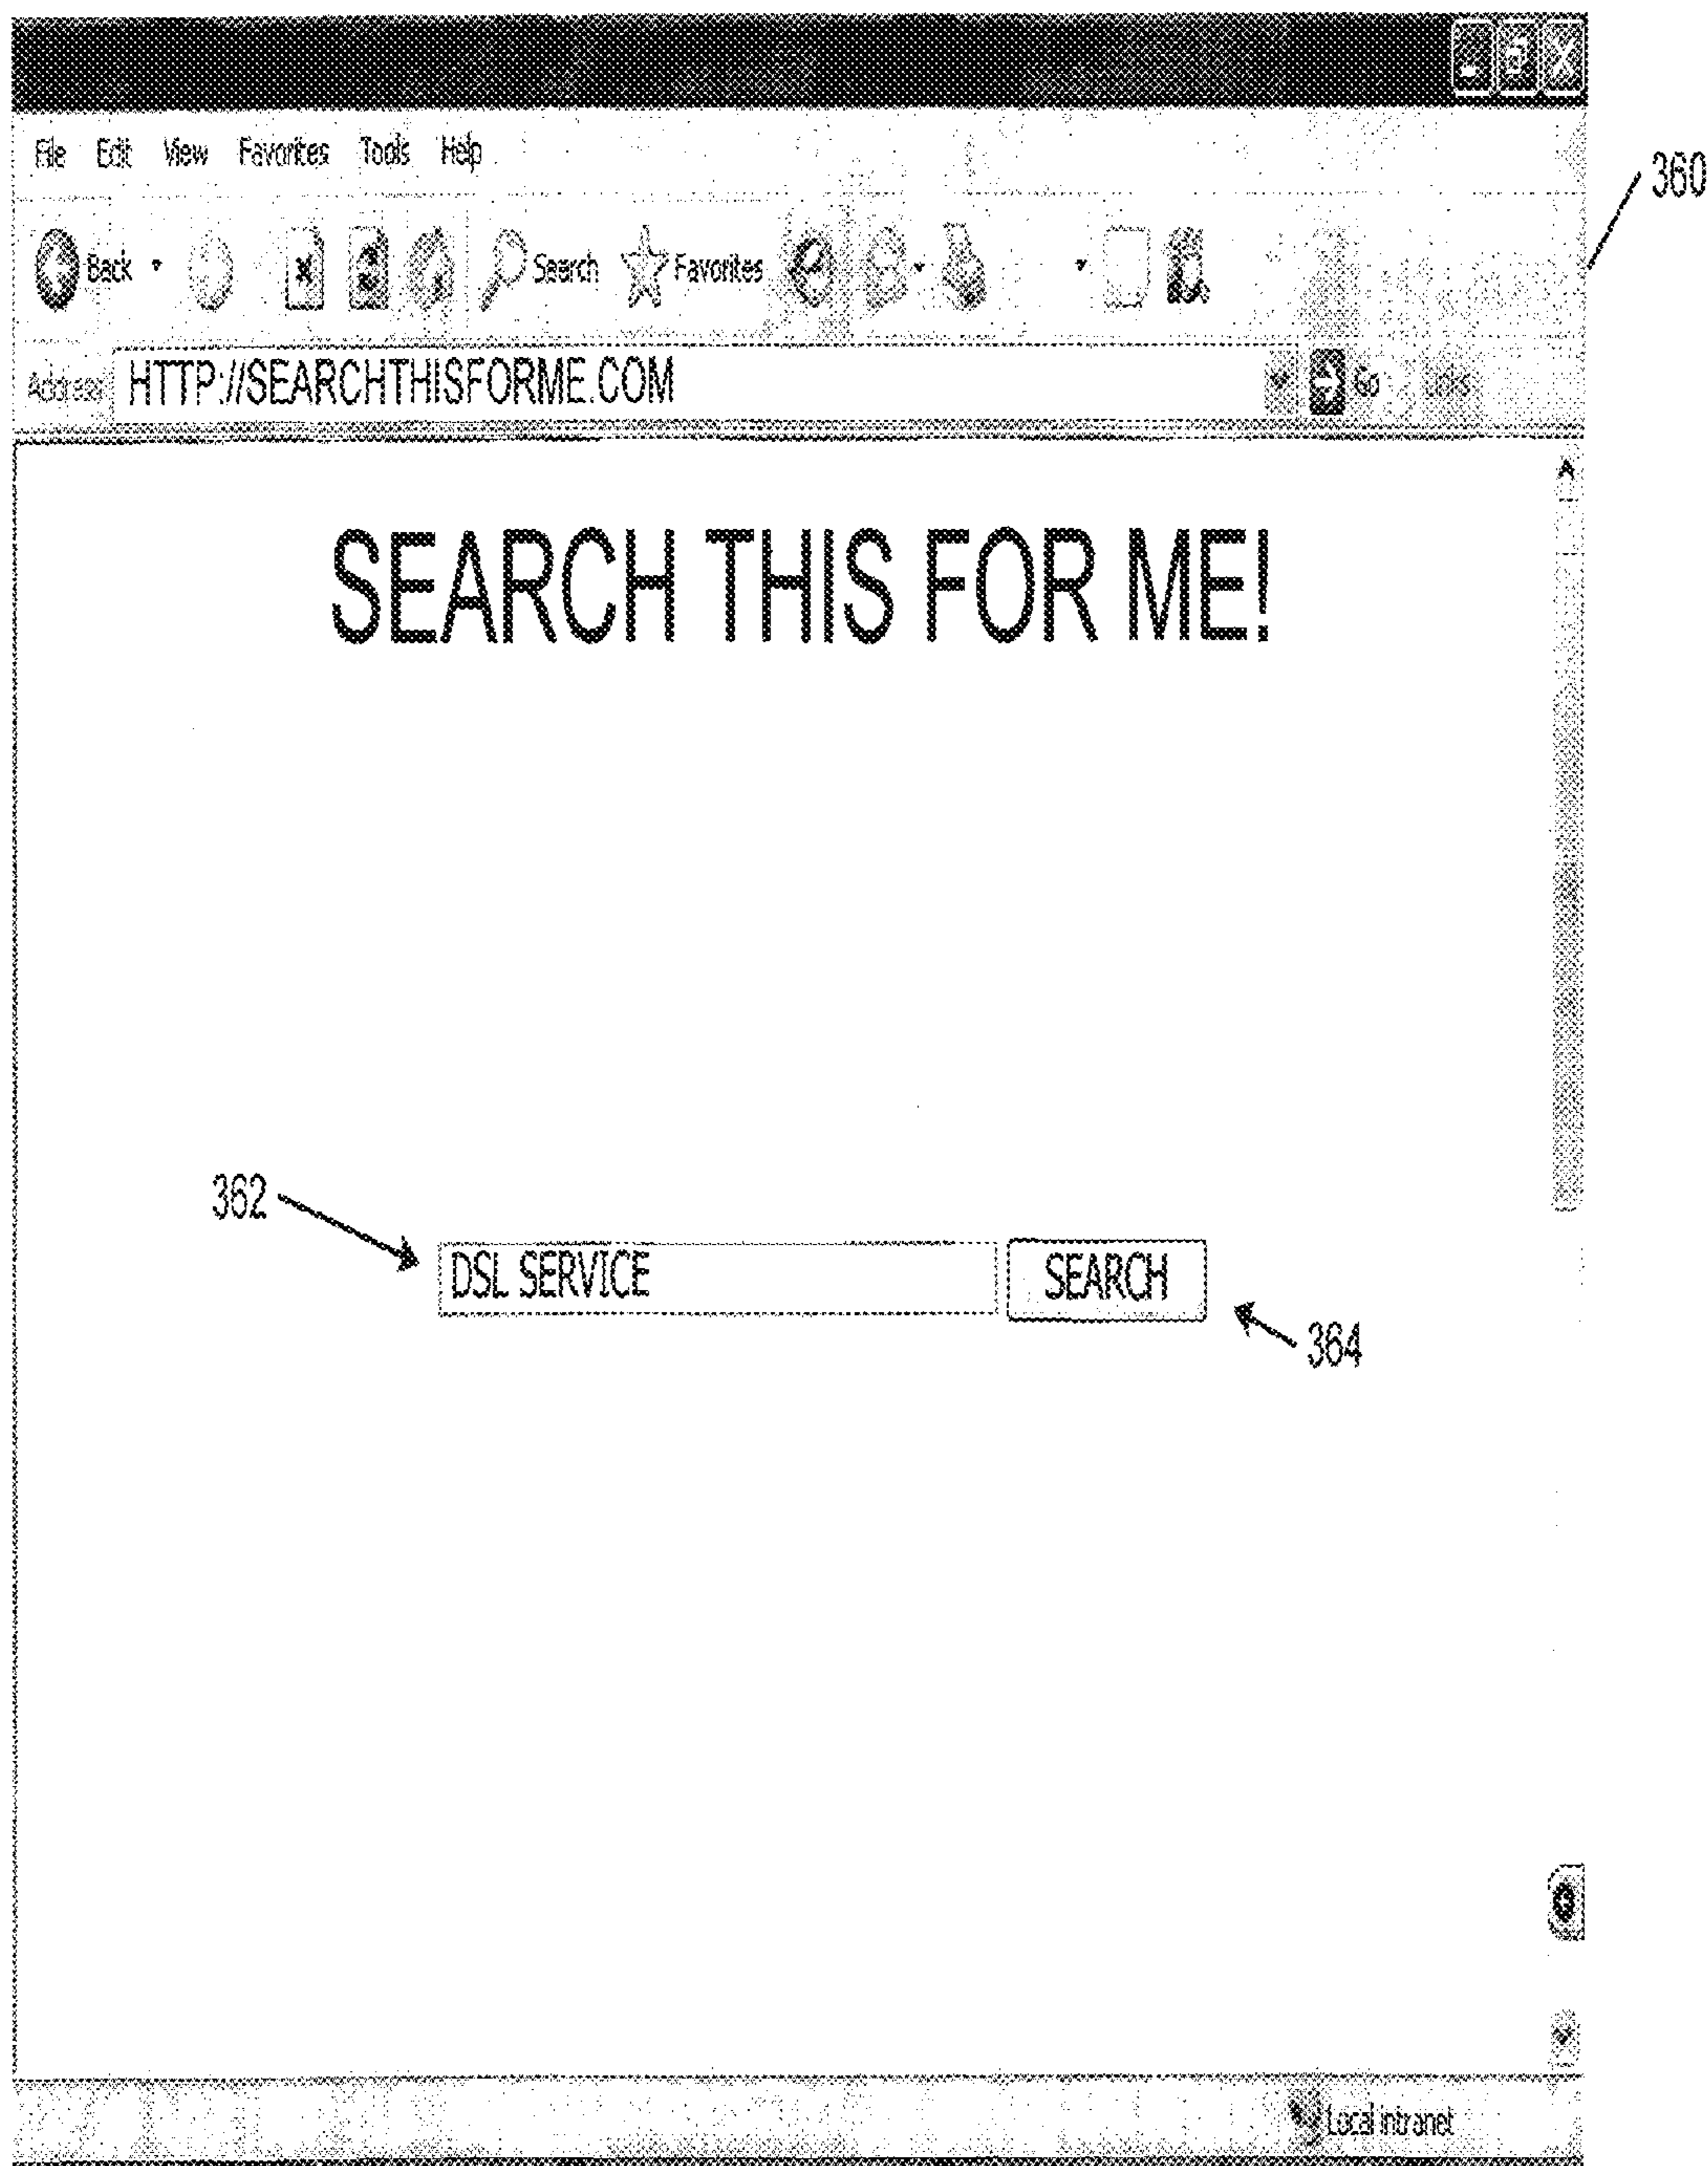 File Edit View Favorites Tools Help
360
Back Search Favorites
Address HTTP://SEARCHTHISFORME.COM Go Links
SEARCH THIS FOR ME!
362
DSL SERVICE SEARCH
364
Local intranet